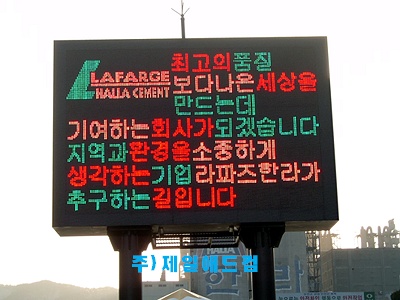 LAFARGE
HALLA CEMENT
최고의품질
보다나은세상을
만드는데
기여하는회사가되겠습니다
지역과환경을소중하게
생각하는기업라파즈한라가
추구하는길입니다
주)제일애드컴